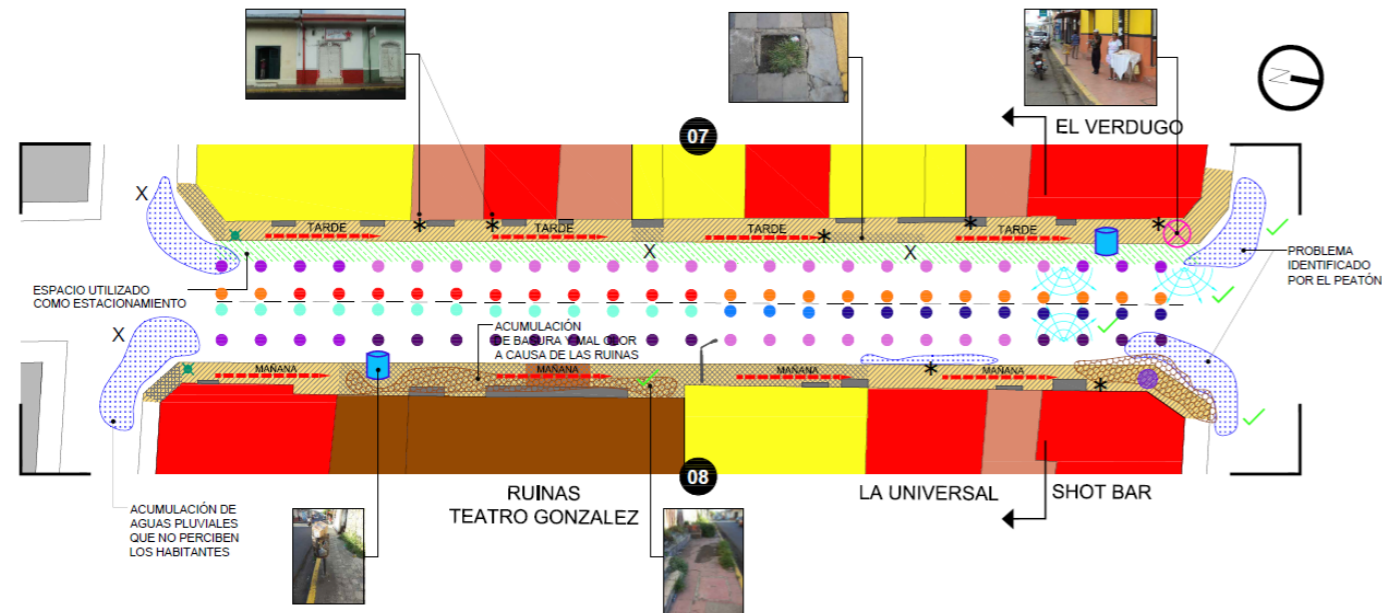 07
EL VERDUGO
N
X
TARDE
TARDE
TARDE
TARDE
X
X
PROBLEMA
IDENTIFICADO
POR EL PEATÓN
ESPACIO UTILIZADO
COMO ESTACIONAMIENTO
X
ACUMULACIÓN
DE BASURA Y MAL OLOR
A CAUSA DE LAS RUINAS
MAÑANA
MAÑANA
MAÑANA
MAÑANA
08
ACUMULACIÓN DE
AGUAS PLUVIALES
QUE NO PERCIBEN
LOS HABITANTES
RUINAS
TEATRO GONZALEZ
LA UNIVERSAL
SHOT BAR